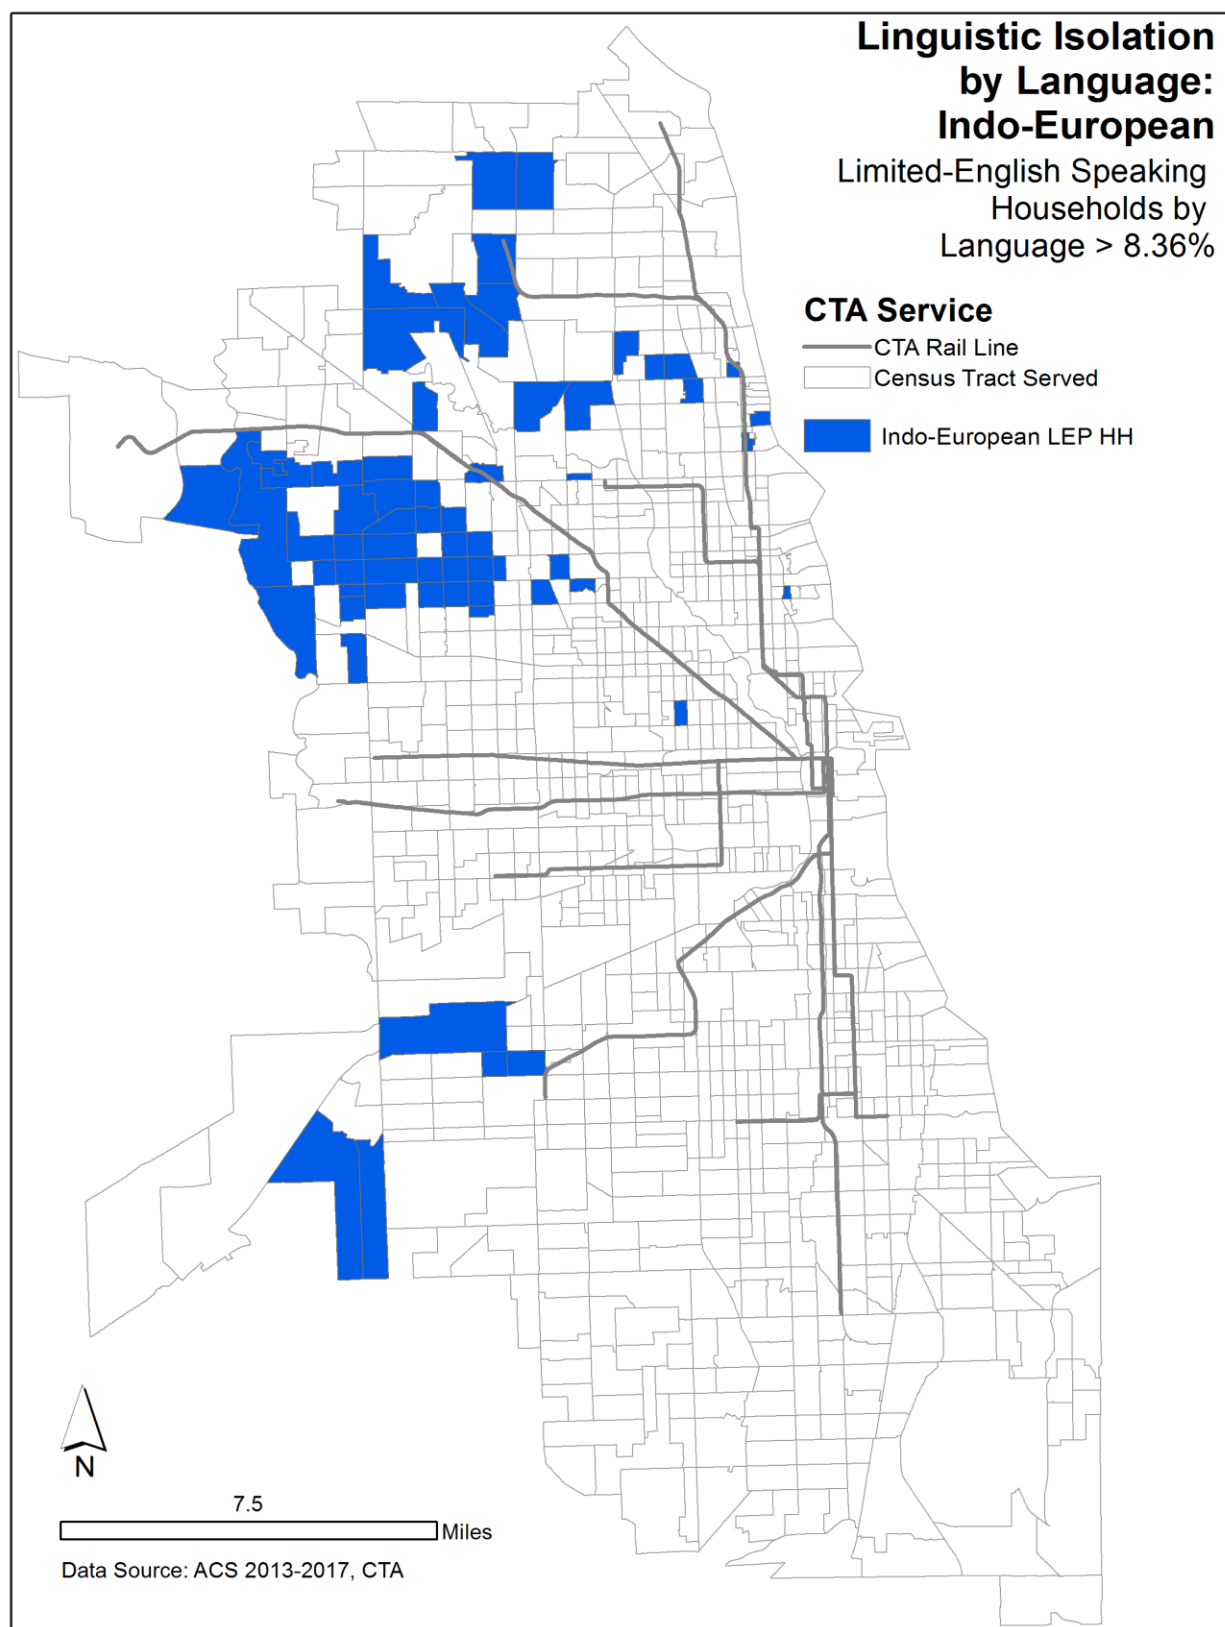 Linguistic Isolation
by Language:
Indo-European
Limited-English Speaking
Households by
Language > 8.36%
CTA Service
CTA Rail Line
Census Tract Served
Indo-European LEP HH
N
7.5
Miles
Data Source: ACS 2013-2017, CTA